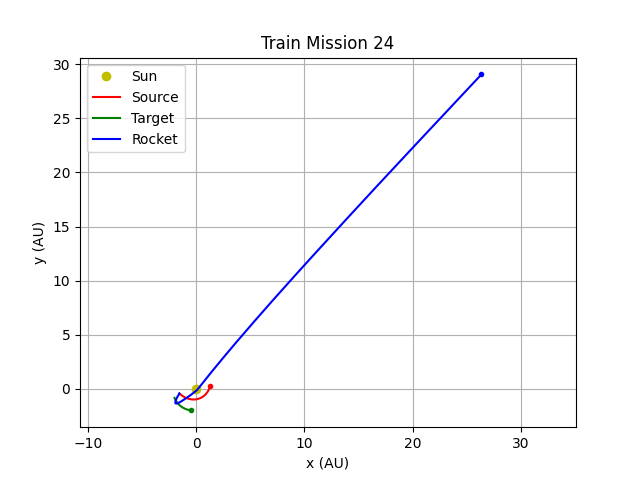 Train Mission 24
Sun
Source
Target
Rocket
y (AU)
30
25
20
15
10
5
0
−10
0
10
20
30
x (AU)